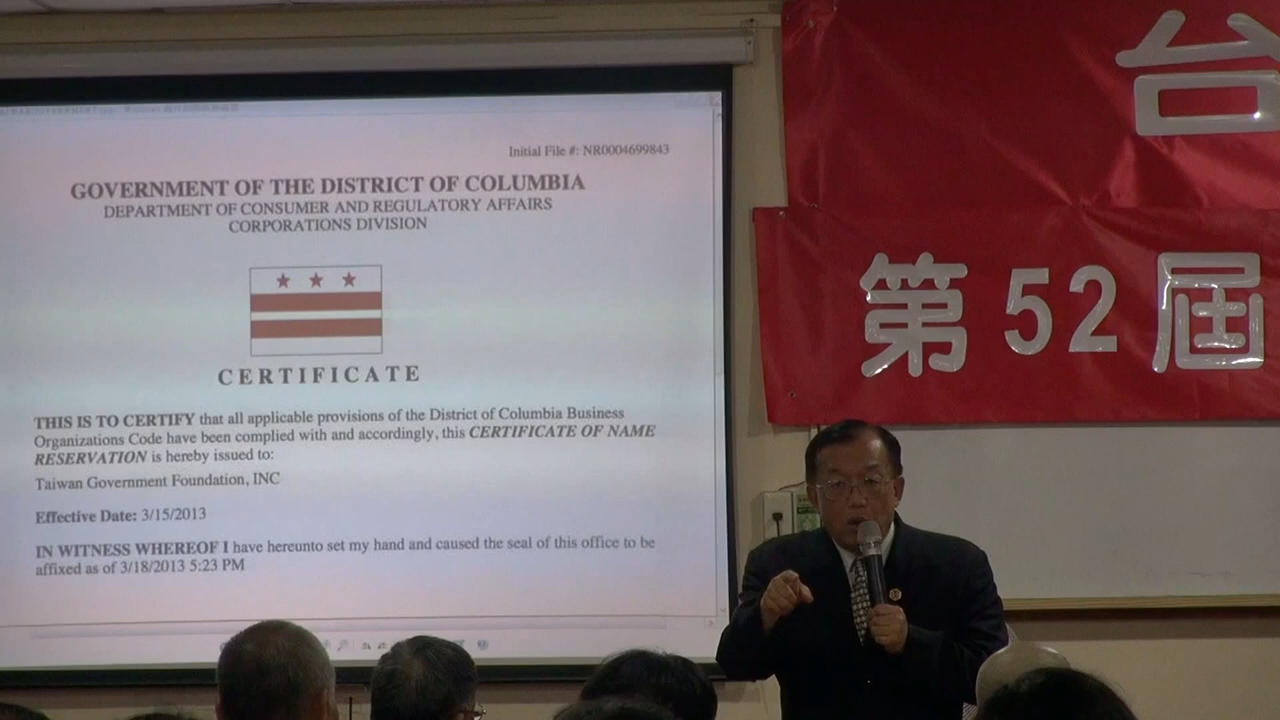 Initial File #: NR0004699843
GOVERNMENT OF THE DISTRICT OF COLUMBIA
DEPARTMENT OF CONSUMER AND REGULATORY AFFAIRS
CORPORATIONS DIVISION
CERTIFICATE
THIS IS TO CERTIFY that all applicable provisions of the District of Columbia Business
Organizations Code have been complied with and accordingly, this CERTIFICATE OF NAME
RESERVATION is hereby issued to:
Taiwan Government Foundation, INC
Effective Date: 3/15/2013
IN WITNESS WHEREOF I have hereunto set my hand and caused the seal of this office to be
affixed as of 3/18/2013 5:23 PM
台
第52屆